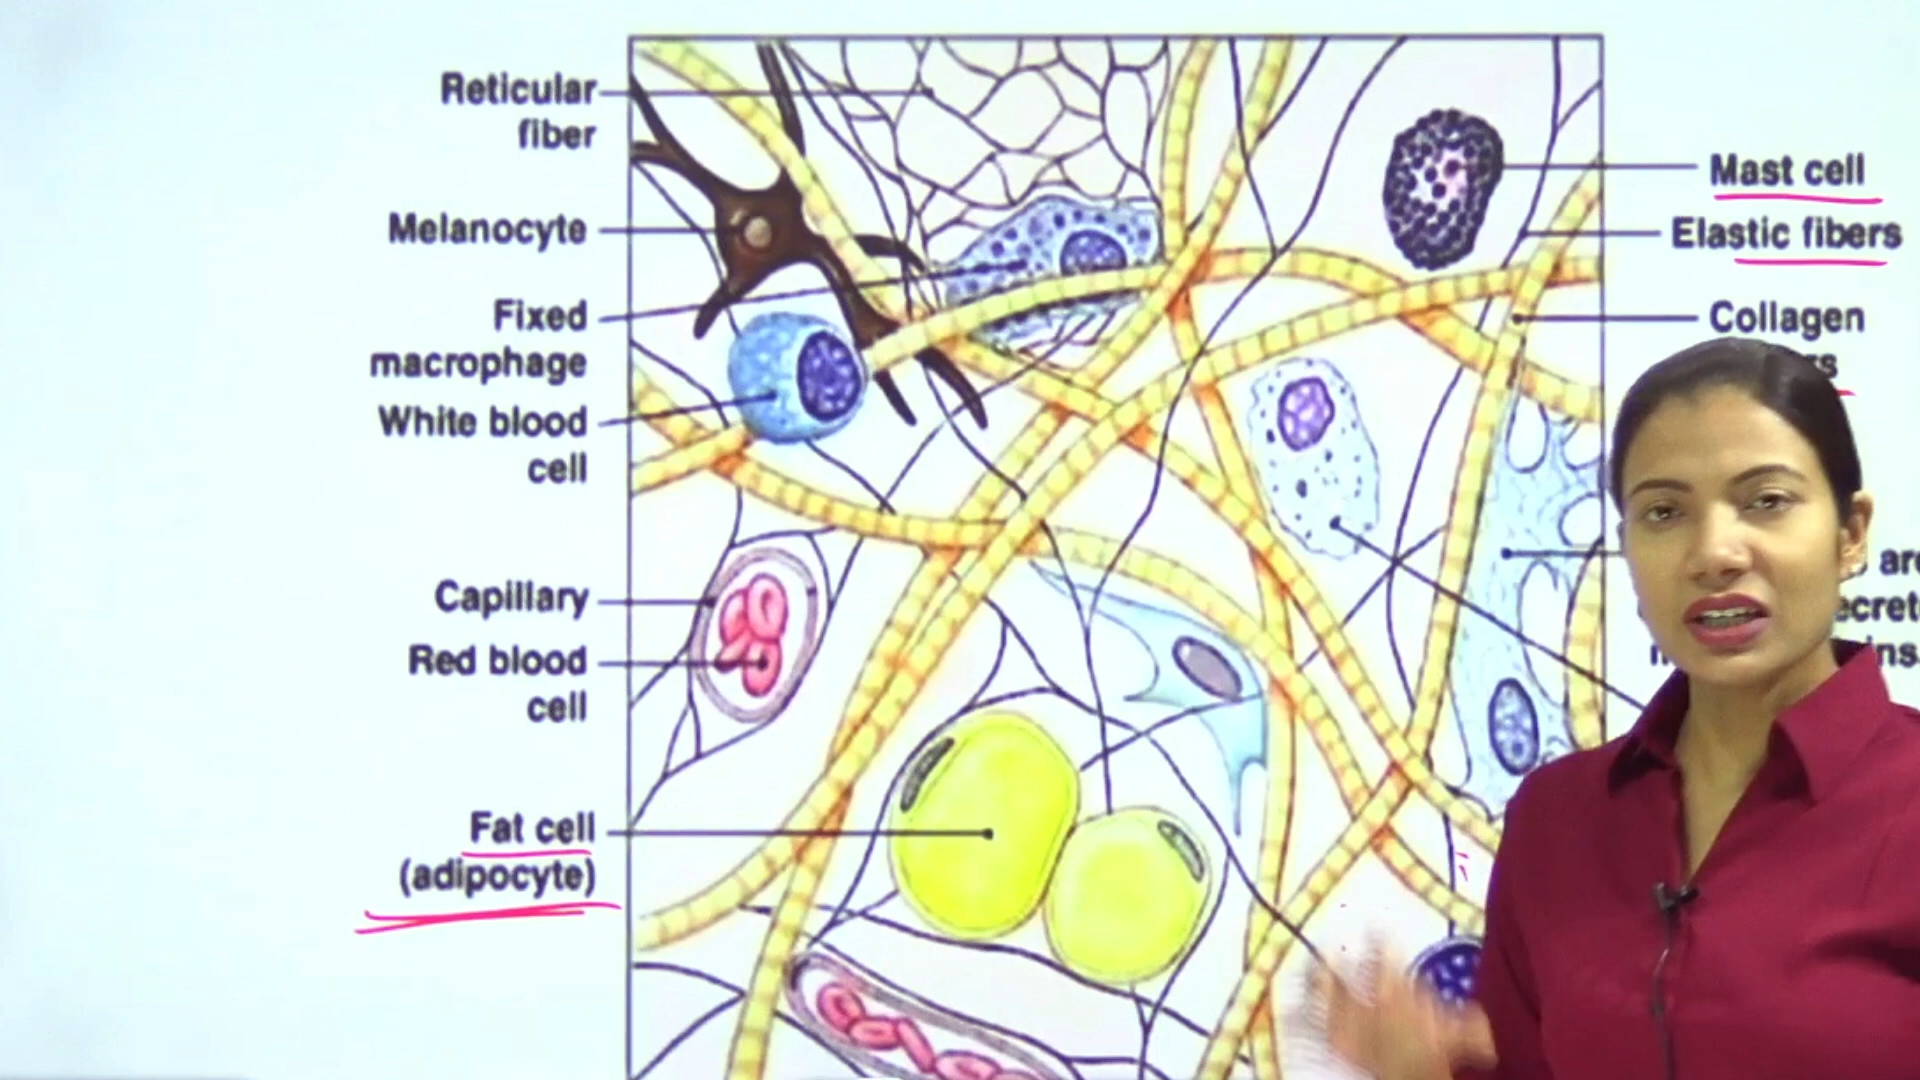 Reticular
fiber
Melanocyte
Fixed
macrophage
White blood
cell
Capillary
Red blood
cell
Fat cell
(adipocyte)
Mast cell
Elastic fibers
Collagen